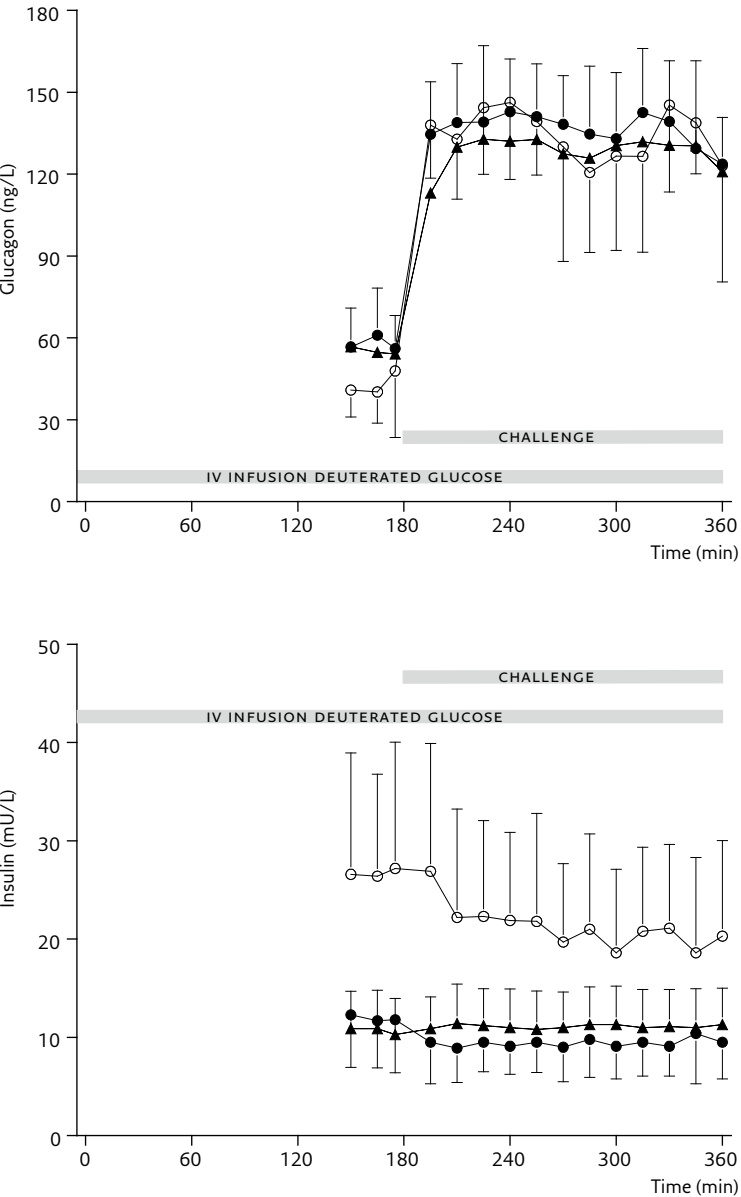 180
150
120
90
60
30
0
Glucagon (ng/L)
CHALLENGE
IV INFUSION DEUTERATED GLUCOSE
0 60 120 180 240 300 360
Time (min)
50
40
30
20
10
0
Insulin (mU/L)
CHALLENGE
IV INFUSION DEUTERATED GLUCOSE
0 60 120 180 240 300 360
Time (min)